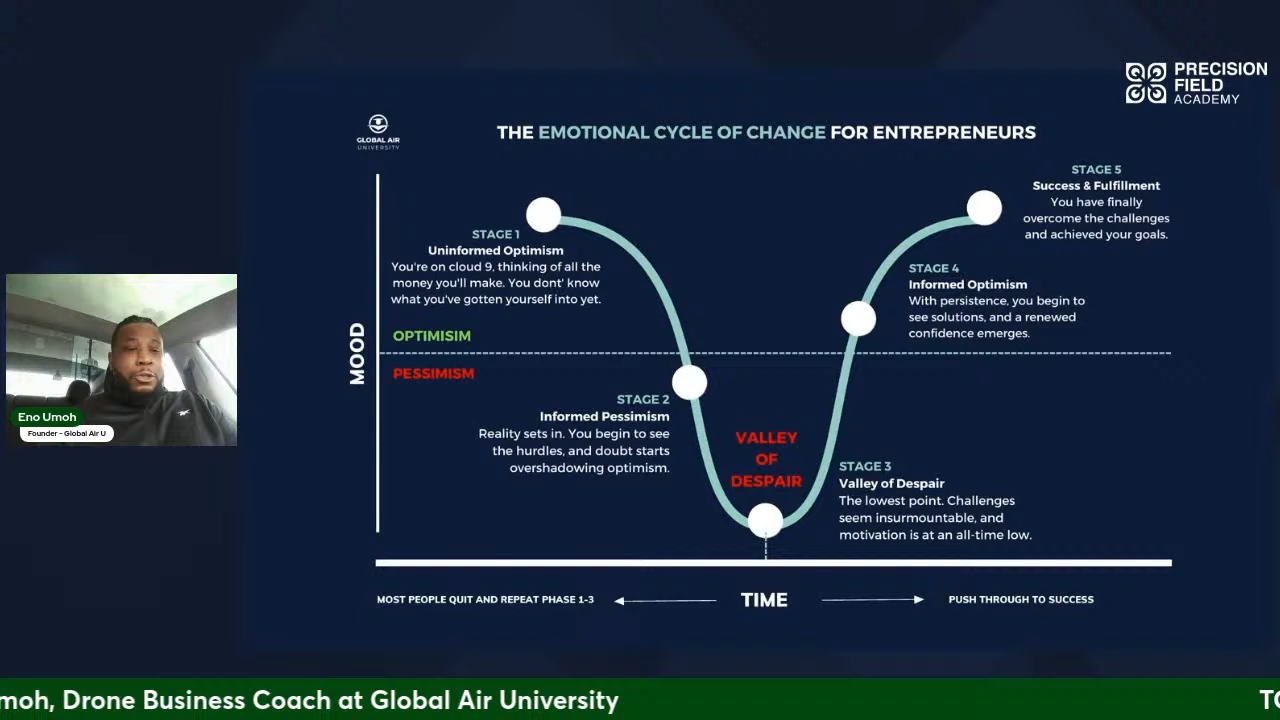 PRECISION
FIELD
ACADEMY
GLOBAL AIR
UNIVERSITY
THE EMOTIONAL CYCLE OF CHANGE FOR ENTREPRENEURS
STAGE 1
Uninformed Optimism
You're on cloud 9, thinking of all the
money you'll make. You dont' know
what you've gotten yourself into yet.
STAGE 5
Success & Fulfillment
You have finally
overcome the challenges
and achieved your goals.
STAGE 4
Informed Optimism
With persistence, you begin to
see solutions, and a renewed
confidence emerges.
MOOD
OPTIMISIM
PESSIMISM
STAGE 2
Informed Pessimism
Reality sets in. You begin to see
the hurdles, and doubt starts
overshadowing optimism.
VALLEY
OF
DESPAIR
STAGE 3
Valley of Despair
The lowest point. Challenges
seem insurmountable, and
motivation is at an all-time low.
MOST PEOPLE QUIT AND REPEAT PHASE 1-3
TIME
PUSH THROUGH TO SUCCESS
Eno Umoh
Founder - Global Air U
moh, Drone Business Coach at Global Air University